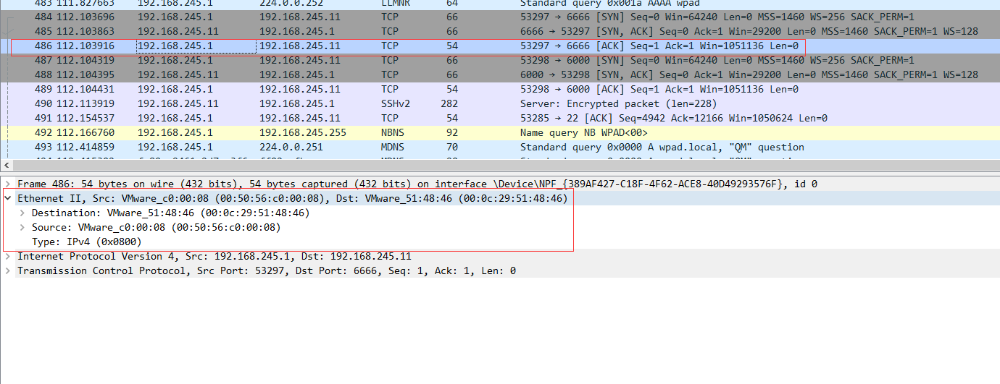 483 111.827663 192.168.245.1 224.0.0.252 LLMNR 64 Standard query 0x001a AAAA wpad
484 112.103696 192.168.245.1 192.168.245.11 TCP 66 53297 → 6666 [SYN] Seq=0 Win=64240 Len=0 MSS=1460 WS=256 SACK_PERM=1
485 112.103863 192.168.245.11 192.168.245.1 TCP 66 6666 → 53297 [SYN, ACK] Seq=0 Ack=1 Win=29200 Len=0 MSS=1460 SACK_PERM=1 WS=128
486 112.103916 192.168.245.1 192.168.245.11 TCP 54 53297 → 6666 [ACK] Seq=1 Ack=1 Win=1051136 Len=0
487 112.104319 192.168.245.1 192.168.245.11 TCP 66 53298 → 6000 [SYN] Seq=0 Win=64240 Len=0 MSS=1460 WS=256 SACK_PERM=1
488 112.104395 192.168.245.11 192.168.245.1 TCP 66 6000 → 53298 [SYN, ACK] Seq=0 Ack=1 Win=29200 Len=0 MSS=1460 SACK_PERM=1 WS=128
489 112.104431 192.168.245.1 192.168.245.11 TCP 54 53298 → 6000 [ACK] Seq=1 Ack=1 Win=1051136 Len=0
490 112.113919 192.168.245.11 192.168.245.1 SSHv2 282 Server: Encrypted packet (len=228)
491 112.154537 192.168.245.1 192.168.245.11 TCP 54 53285 → 22 [ACK] Seq=4942 Ack=12166 Win=1050624 Len=0
492 112.166760 192.168.245.1 192.168.245.255 NBNS 92 Name query NB WPAD<00>
493 112.414859 192.168.245.1 224.0.0.251 MDNS 70 Standard query 0x0000 A wpad.local, "QM" question
Frame 486: 54 bytes on wire (432 bits), 54 bytes captured (432 bits) on interface \Device\NPF_{389AF427-C18F-4F62-ACE8-40D49293576F}, id 0
Ethernet II, Src: VMware_c0:00:08 (00:50:56:c0:00:08), Dst: VMware_51:48:46 (00:0c:29:51:48:46)
Destination: VMware_51:48:46 (00:0c:29:51:48:46)
Source: VMware_c0:00:08 (00:50:56:c0:00:08)
Type: IPv4 (0x0800)
Internet Protocol Version 4, Src: 192.168.245.1, Dst: 192.168.245.11
Transmission Control Protocol, Src Port: 53297, Dst Port: 6666, Seq: 1, Ack: 1, Len: 0